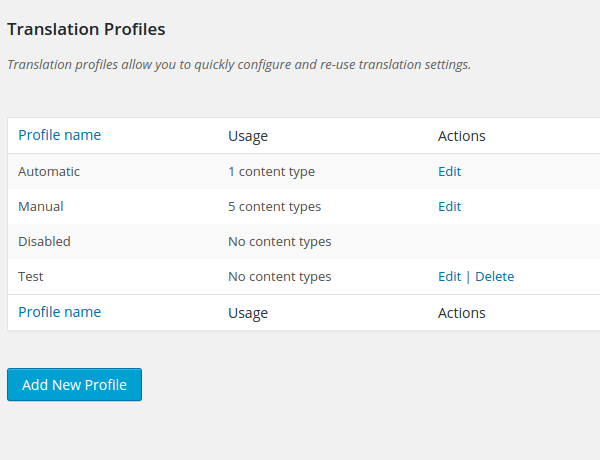 Translation Profiles
Translation profiles allow you to quickly configure and re-use translation settings.
Profile name Usage Actions
Automatic 1 content type Edit
Manual 5 content types Edit
Disabled No content types
Test No content types Edit | Delete
Profile name Usage Actions
Add New Profile